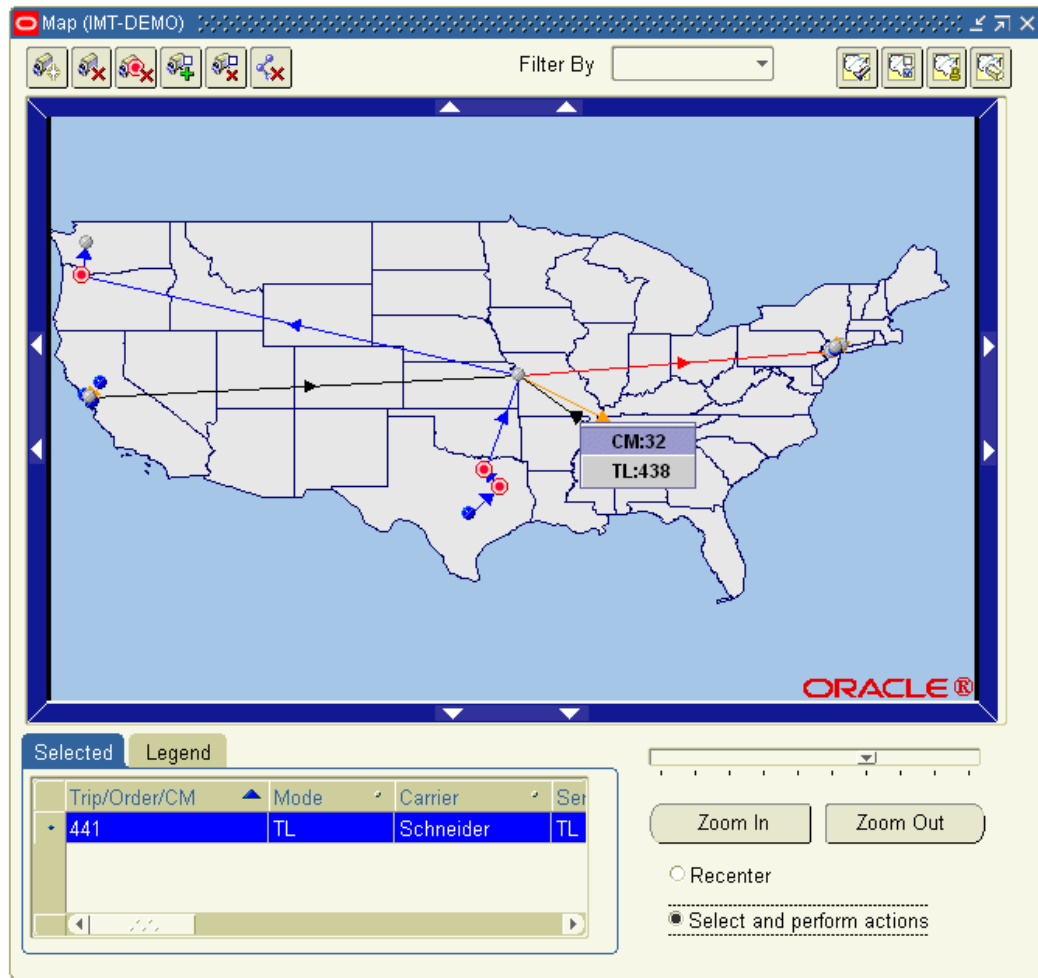 Map (IMT-DEMO)
Filter By
CM:32
TL:438
ORACLE®
Selected
Legend
Trip/Order/CM
Mode
Carrier
Ser
441
TL
Schneider
TL
Zoom In
Zoom Out
Recenter
Select and perform actions